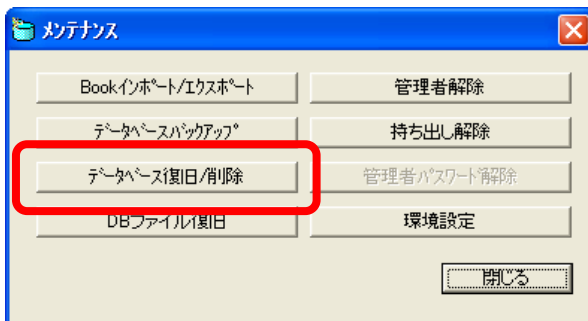 メンテナンス
Bookインポート/エクスポート
管理者解除
データベースバックアップ
持ち出し解除
データベース復旧/削除
管理者パスワード解除
DBファイル復旧
環境設定
閉じる